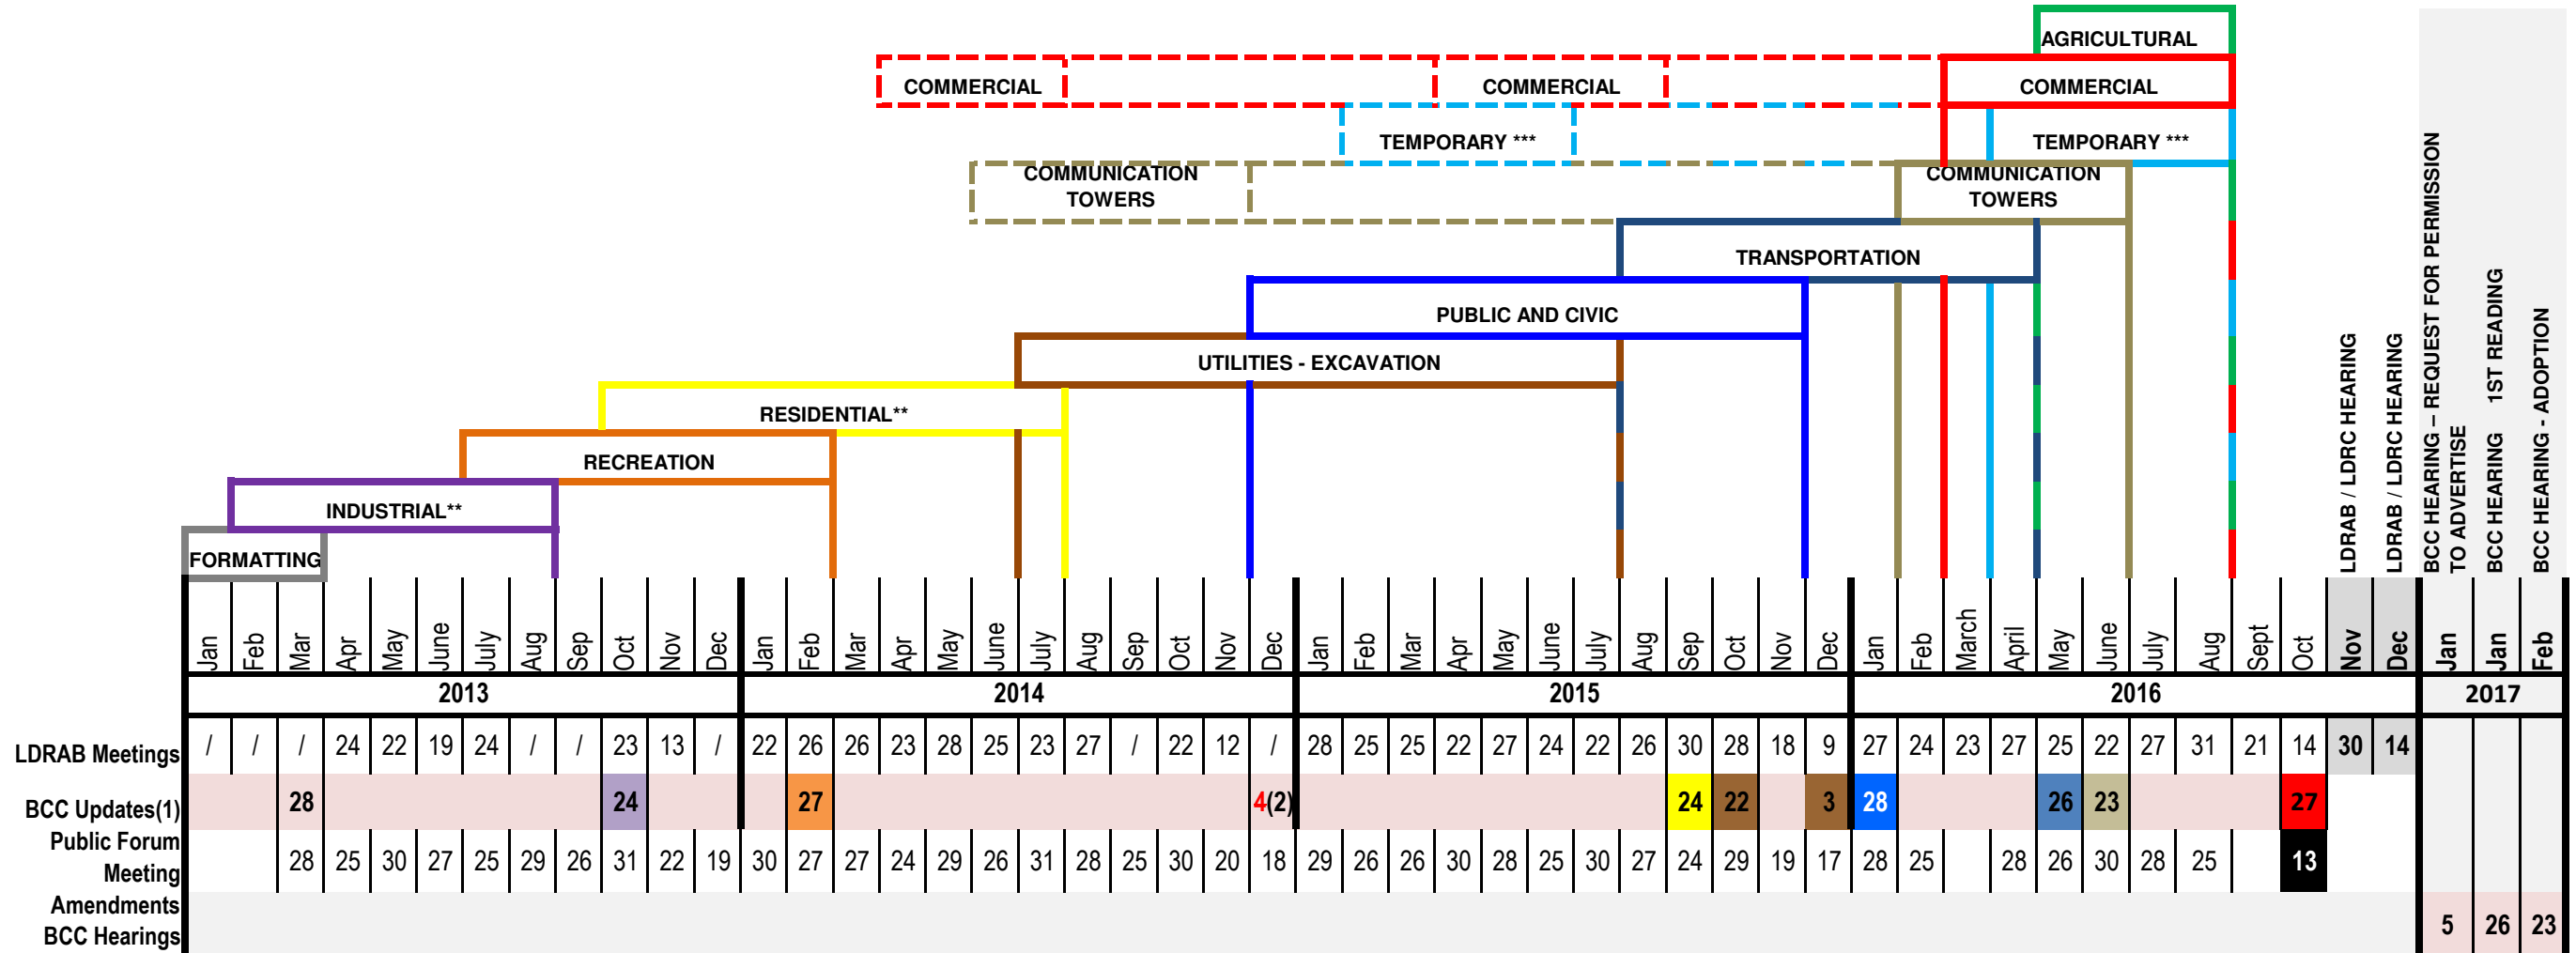 AGRICULTURAL
COMMERCIAL COMMERCIAL COMMERCIAL
TEMPORARY *** TEMPORARY ***
COMMUNICATION TOWERS COMMUNICATION TOWERS
TRANSPORTATION
PUBLIC AND CIVIC
UTILITIES - EXCAVATION
RESIDENTIAL**
RECREATION
INDUSTRIAL**
FORMATTING
LDRAB / LDRC HEARING
LDRAB / LDRC HEARING
BCC HEARING – REQUEST FOR PERMISSION
TO ADVERTISE
BCC HEARING – 1ST READING
BCC HEARING - ADOPTION
Jan Feb Mar Apr May June July Aug Sep Oct Nov Dec Jan Feb Mar Apr May June July Aug Sep Oct Nov Dec Jan Feb Mar Apr May June July Aug Sep Oct Nov Dec Jan Feb March April May June July Aug Sept Oct Nov Dec Jan Jan Feb
2013 2014 2015 2016 2017
LDRAB Meetings / / / 24 22 19 24 / / 23 13 / 22 26 26 23 28 25 23 27 / 22 12 / 28 25 25 22 27 24 22 26 30 28 18 9 27 24 23 27 25 22 27 31 21 14 30 14
BCC Updates(1) 28 24 27 4(2) 24 22 3 28 26 23 27
Public Forum
Meeting 28 25 30 27 25 29 26 31 22 19 30 27 27 24 29 26 31 28 25 30 20 18 29 26 26 30 28 25 30 27 24 29 19 17 28 25 28 26 30 28 25 13
Amendments
BCC Hearings 5 26 23